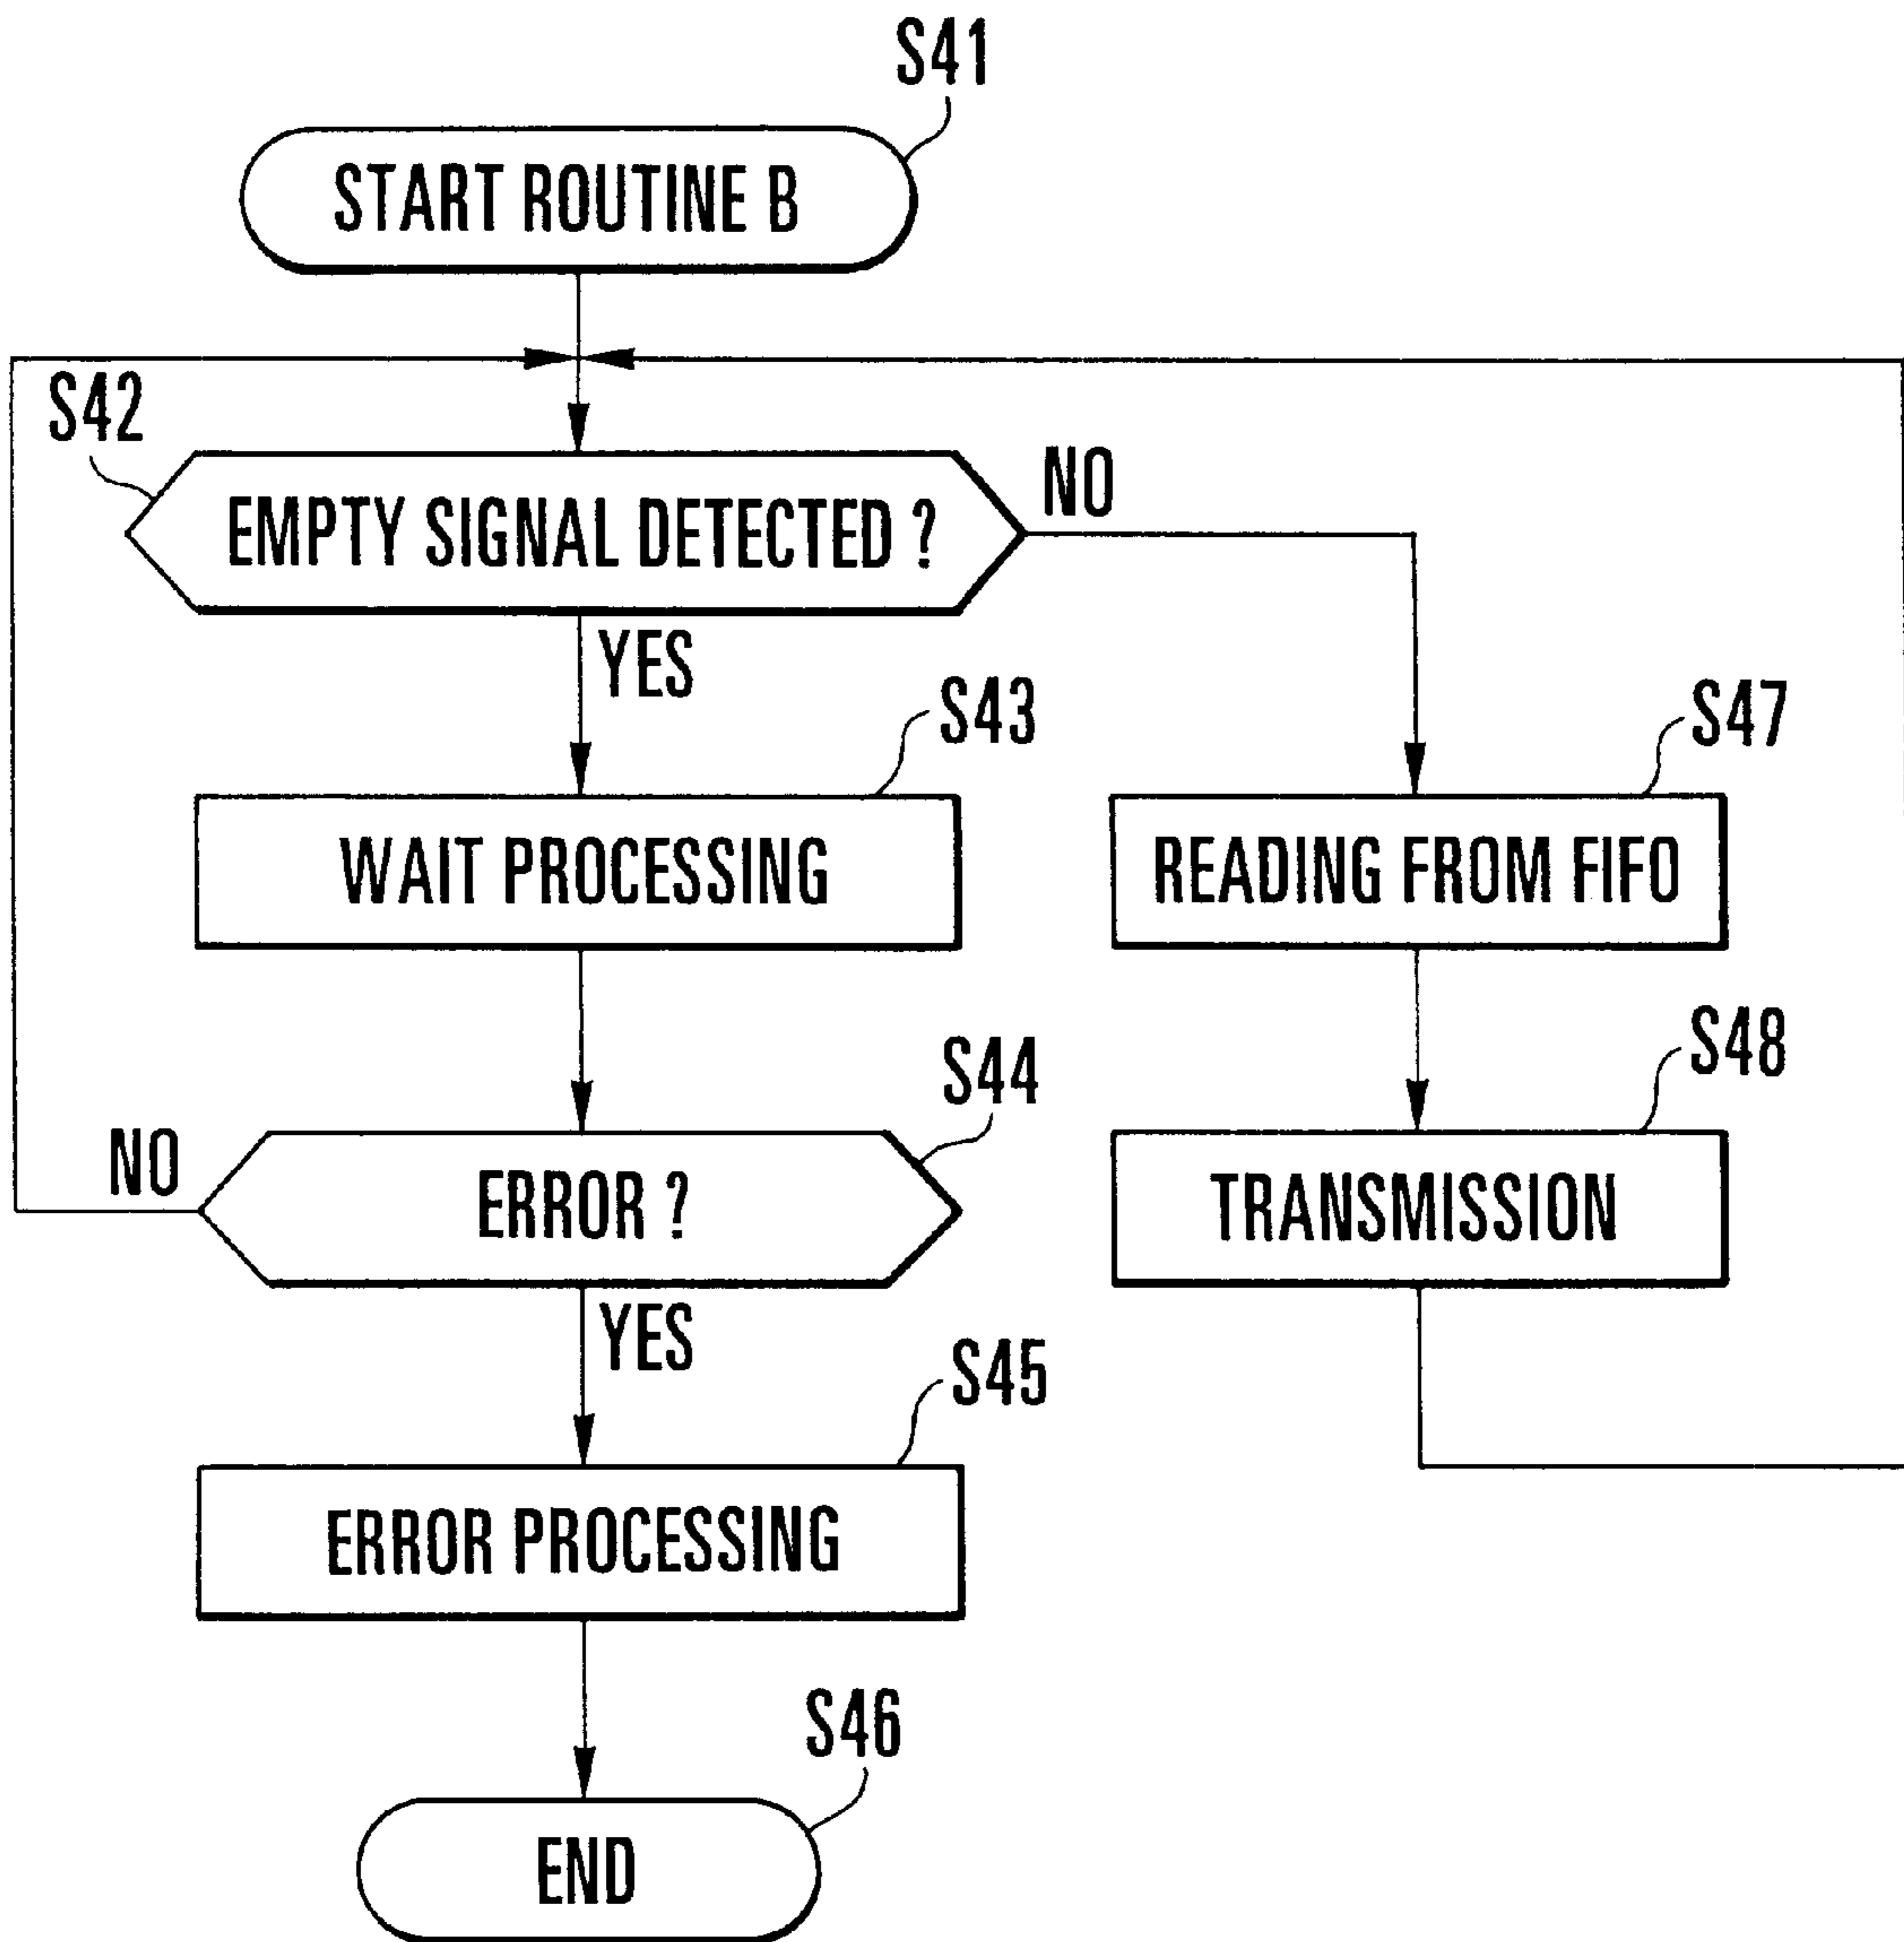 S41
START ROUTINE B
S42
EMPTY SIGNAL DETECTED ?
NO
YES
S43
WAIT PROCESSING
S47
READING FROM FIFO
S44
NO
ERROR ?
S48
TRANSMISSION
YES
S45
ERROR PROCESSING
S46
END